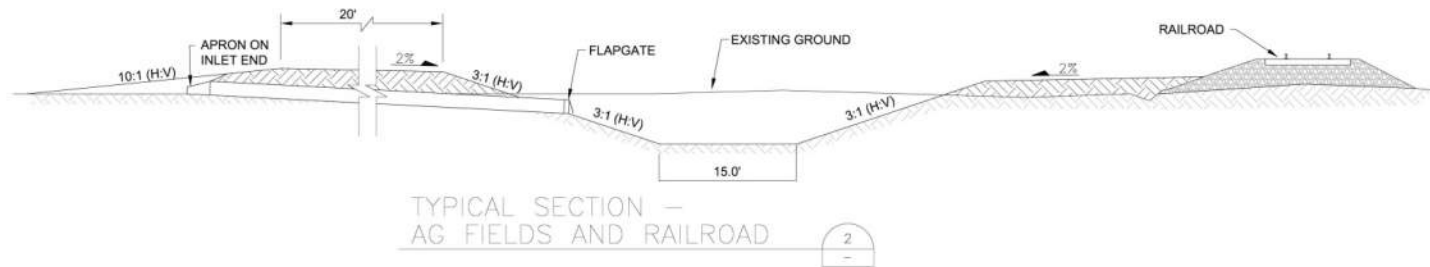 20'
RAILROAD
APRON ON
INLET END
FLAPGATE
EXISTING GROUND
2%
10:1 (H:V)
3:1 (H:V)
2%
3:1 (H:V)
3:1 (H:V)
15.0'
TYPICAL SECTION –
AG FIELDS AND RAILROAD
2
–